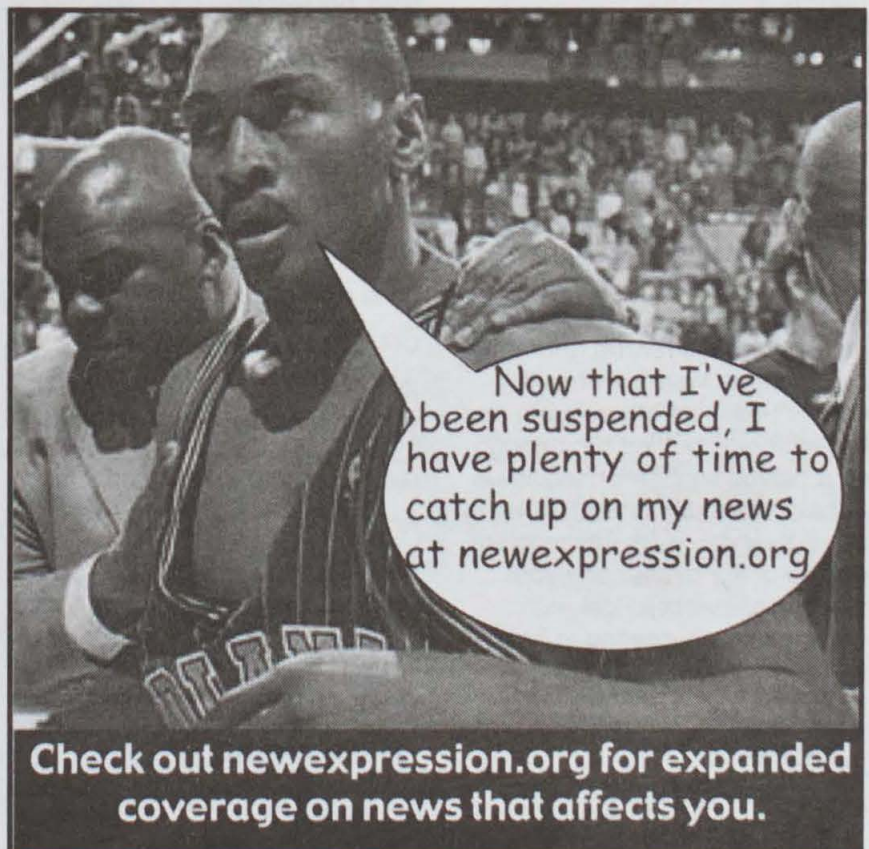 Now that I've
been suspended, I
have plenty of time to
catch up on my news
at newexpression.org
Check out newexpression.org for expanded
coverage on news that affects you.